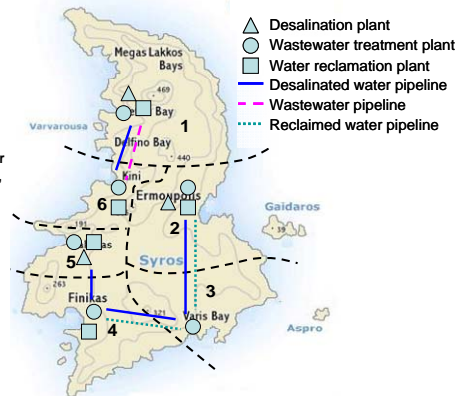 Desalination plant
Wastewater treatment plant
Water reclamation plant
Desalinated water pipeline
Wastewater pipeline
Reclaimed water pipeline
Megas Lakkos
Bays
469
Bay
1
Varvarousa
Delfino Bay
440
Kini
r
Ermoupolis
6
2
Gaidaros
39
191
as
5
Syros
263
3
Finikas
321
Varis Bay
4
Aspro